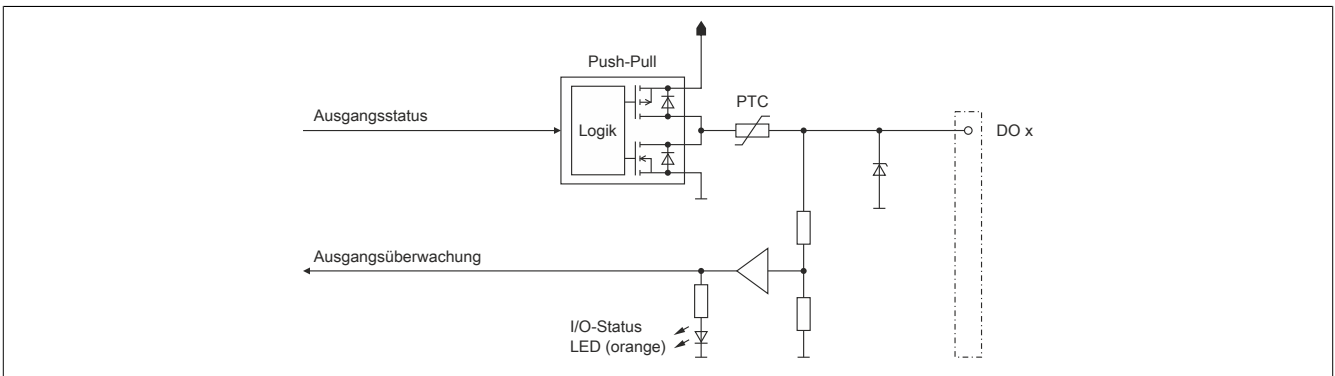 Push-Pull
PTC
Ausgangsstatus
Logik
DO x
Ausgangsüberwachung
I/O-Status
LED (orange)